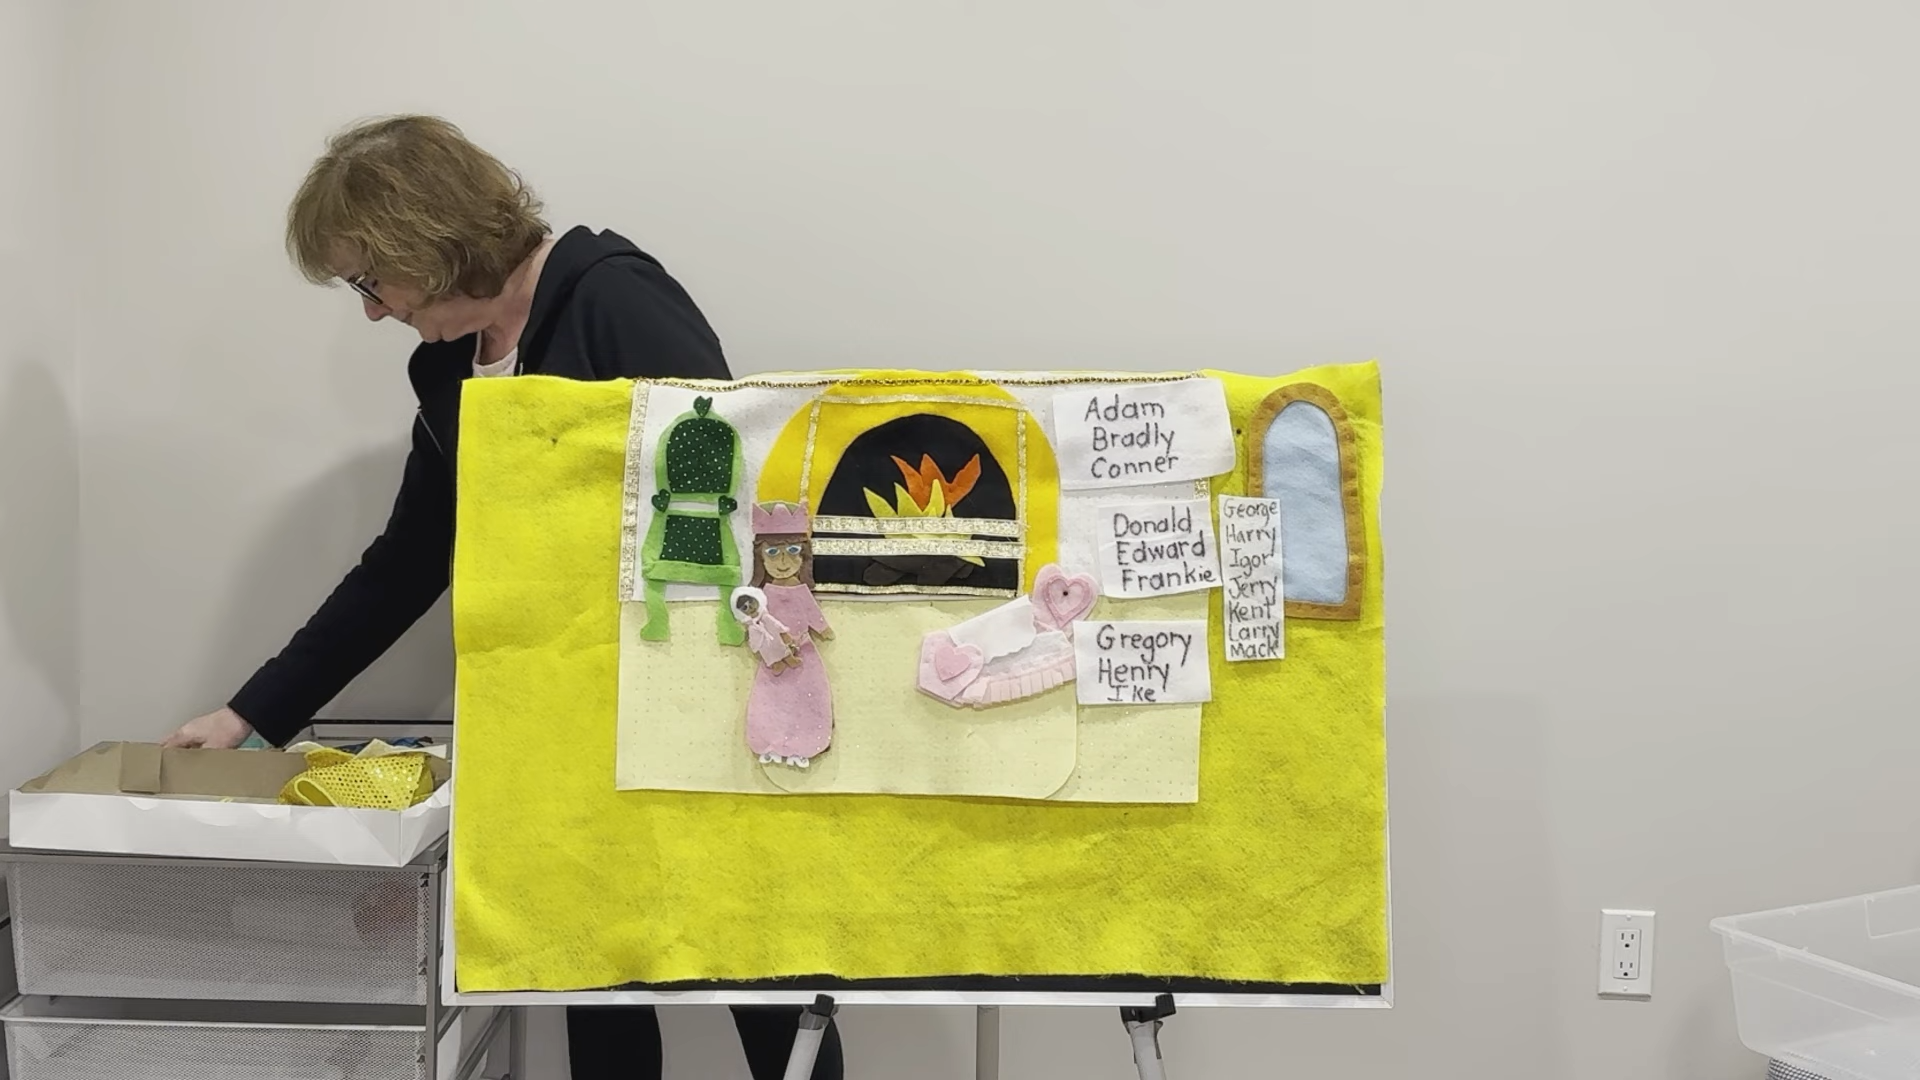 Adam
Bradly
Conner
Donald
Edward
Frankie
Gregory
Henry
Ike
George
Harry
Igor
Jerry
Kent
Larry
Mack